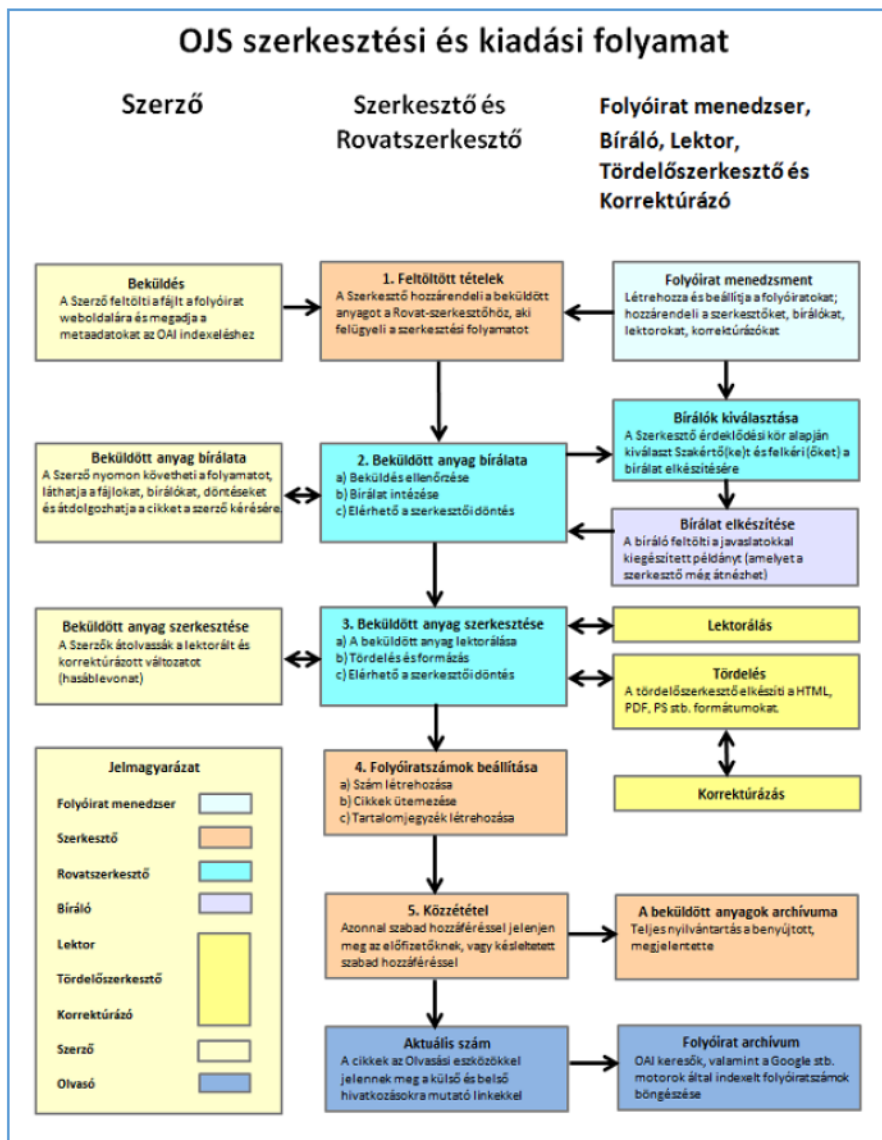 OJS szerkesztési és kiadási folyamat
Szerző
Szerkesztő és
Rovatszerkesztő
Folyóirat menedzser,
Bíráló, Lektor,
Tördelőszerkesztő és
Korrektúrázó
Beküldés
A Szerző feltölti a fájlt a folyóirat
weboldalára és megadja a
metaadatokat az OAI indexeléshez
1. Feltöltött tételek
A Szerkesztő hozzárendeli a beküldött
anyagot a Rovat-szerkesztőhöz, aki
felügyeli a szerkesztési folyamatot
Folyóirat menedzsment
Létrehozza és beállítja a folyóiratokat;
hozzárendeli a szerkesztőket, bírálókat,
lektorokat, korrektúrázókat
Bírálók kiválasztása
A Szerkesztő érdeklődési kör alapján
kiválaszt Szakértő(ke)t és felkéri (őket) a
bírálat elkészítésére
Beküldött anyag bírálata
A Szerző nyomon követheti a folyamatot,
láthatja a fájlokat, bírálókat, döntéseket
és átdolgozhatja a cikket a szerző kérésére.
2. Beküldött anyag bírálata
a) Beküldés ellenőrzése
b) Bírálat intézése
c) Elérhető a szerkesztői döntés
Bírálat elkészítése
A bíráló feltölti a javaslatokkal
kiegészített példányt (amelyet a
szerkesztő még átnézhet)
Beküldött anyag szerkesztése
A Szerzők átolvassák a lektorált és
korrektúrázott változatot
(hasáblevonat)
3. Beküldött anyag szerkesztése
a) A beküldött anyag lektorálása
b) Tördelés és formázás
c) Elérhető a szerkesztői döntés
Lektorálás
Tördelés
A tördelőszerkesztő elkészíti a HTML,
PDF, PS stb. formátumokat.
Korrektúrázás
4. Folyóiratszámok beállítása
a) Szám létrehozása
b) Cikkek ütemezése
c) Tartalomjegyzék létrehozása
Jelmagyarázat
Folyóirat menedzser
Szerkesztő
Rovatszerkesztő
Bíráló
Lektor
Tördelőszerkesztő
Korrektúrázó
Szerző
Olvasó
5. Közzététel
Azonnal szabad hozzáféréssel jelenjen
meg az előfizetőknek, vagy késleltetett
szabad hozzáféréssel
A beküldött anyagok archívuma
Teljes nyilvántartás a benyújtott,
megjelentette
Aktuális szám
A cikkek az Olvasási eszközökkel
jelennek meg a külső és belső
hivatkozásokra mutató linkekkel
Folyóirat archívum
OAI keresők, valamint a Google stb.
motorok által indexelt folyóiratszámok
böngészése